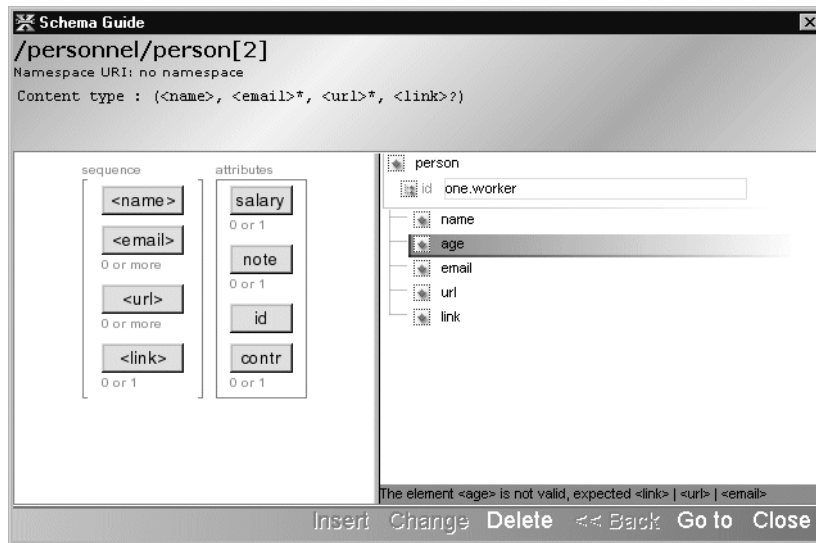 Schema Guide
/personnel/person[2]
Namespace URI: no namespace
Content type : (<name>, <email>*, <url>*, <link>?)
sequence
<name>
<email>
0 or more
<url>
0 or more
<link>
0 or 1
attributes
salary
0 or 1
note
0 or 1
id
contr
0 or 1
person
id one.worker
name
age
email
url
link
The element <age> is not valid, expected <link> | <url> | <email>
Insert Change Delete << Back Go to Close